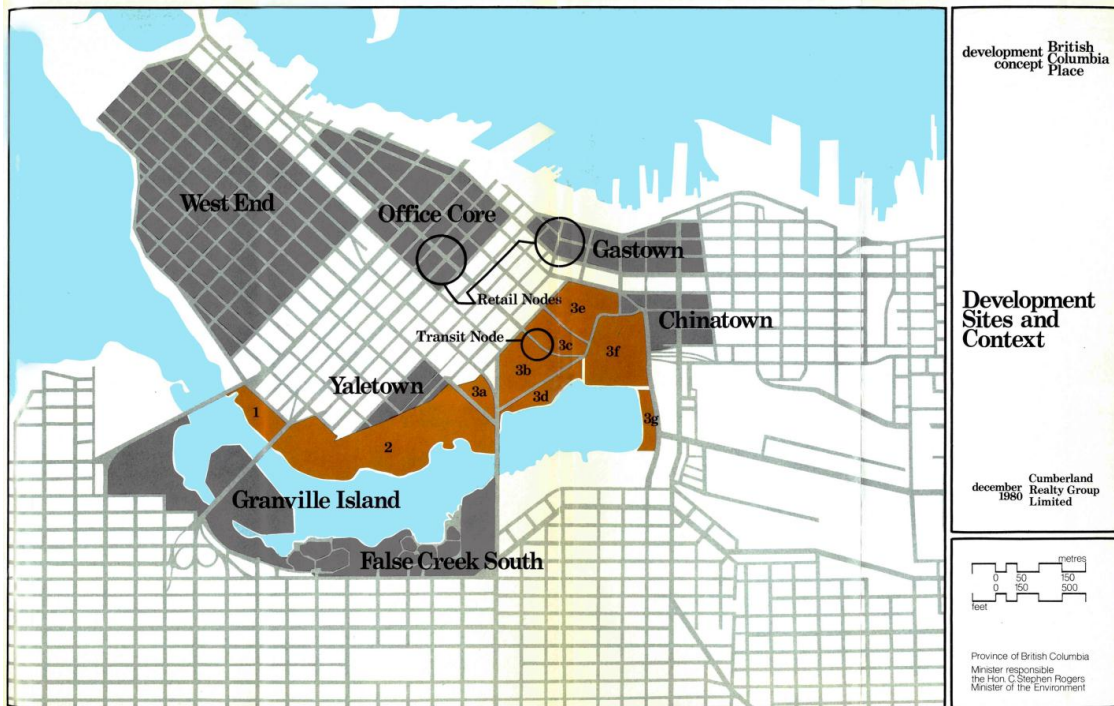 West End
Office Core
Gastown
Retail Nodes
3e
Chinatown
Transit Node
3c
3f
3b
Yaletown
3a
3d
1
3g
2
Granville Island
False Creek South
development concept
British
Columbia
Place
Development
Sites and
Context
december
1980
Cumberland
Realty Group
Limited
metres
0 50 150
0 150 500
feet
Province of British Columbia
Minister responsible
the Hon. C. Stephen Rogers
Minister of the Environment